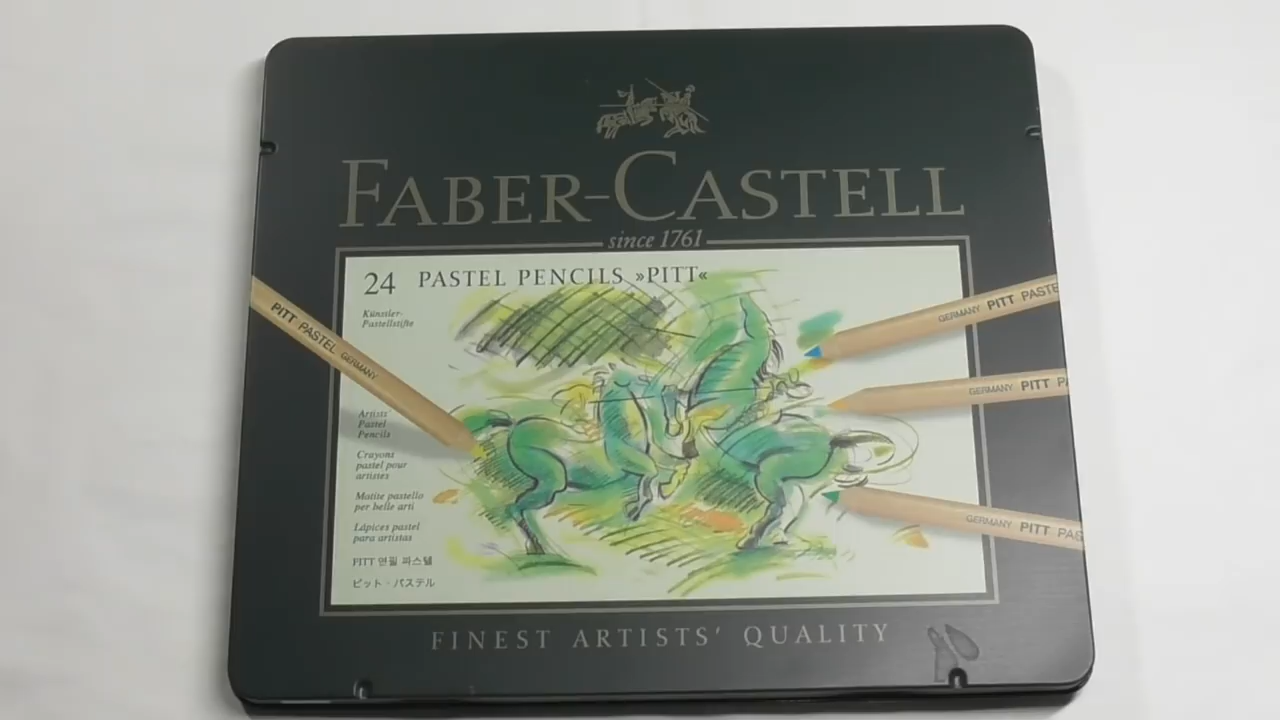 FABER-CASTELL
since 1761
24 PASTEL PENCILS »PITT«
Künstler-
Pastellstifte
Artists'
Pastel
Pencils
Crayons
pastel pour
artistes
Matite pastello
per belle arti
Lápices pastel
para artistas
PITT 연필 파스텔
ピット・パステル
PITT PASTEL GERMANY
GERMANY PITT PASTE
GERMANY PITT PA
GERMANY PITT PAS
FINEST ARTISTS' QUALITY